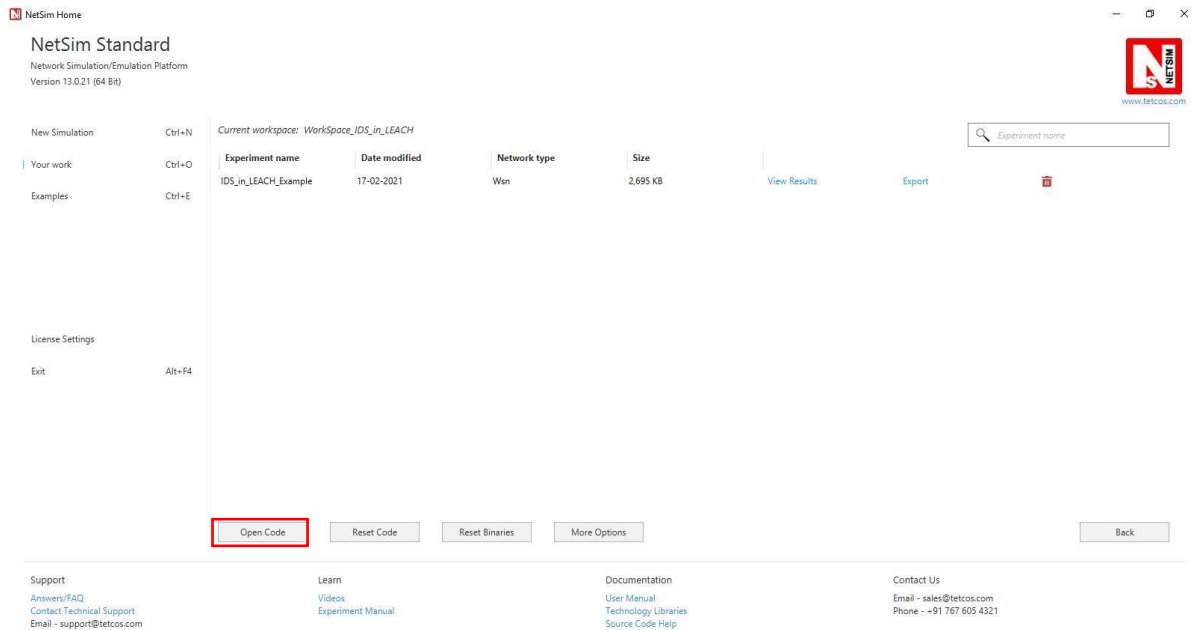 NetSim Home
NetSim Standard
Network Simulation/Emulation Platform
Version 13.0.21 (64 Bit)
NETSIM
www.tetcos.com
New Simulation Ctrl+N
Your work Ctrl+O
Examples Ctrl+E
License Settings
Exit Alt+F4
Current workspace: WorkSpace_IDS_in_LEACH
Experiment name
Experiment name Date modified Network type Size
IDS_in_LEACH_Example 17-02-2021 Wsn 2,695 KB View Results Export
Open Code Reset Code Reset Binaries More Options Back
Support
Answers/FAQ
Contact Technical Support
Email - support@tetcos.com
Learn
Videos
Experiment Manual
Documentation
User Manual
Technology Libraries
Source Code Help
Contact Us
Email - sales@tetcos.com
Phone - +91 767 605 4321